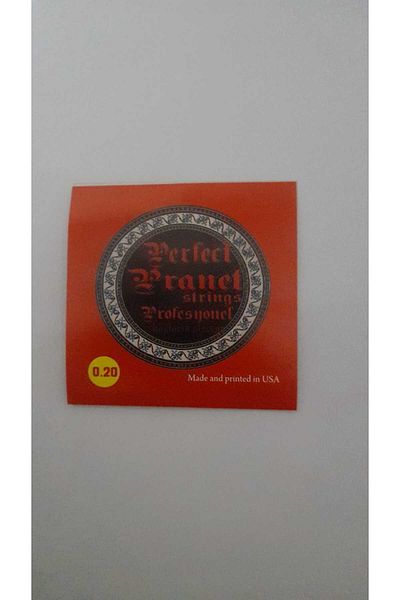 Perfect
Pranet
strings
Profesyonel
0.20
Made and printed in USA